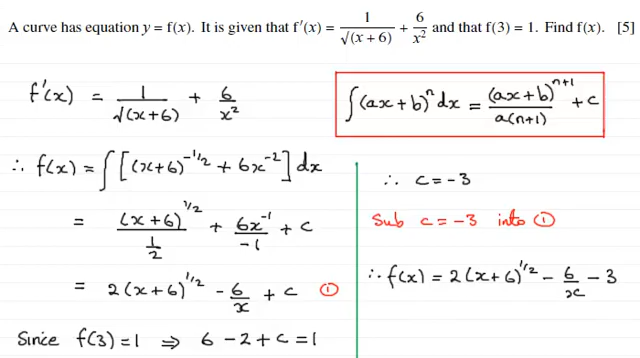 A curve has equation y = f(x). It is given that f′(x) = 1/√(x + 6) + 6/x² and that f(3) = 1. Find f(x). [5]
f'(x) = 1/√(x+6) + 6/x²
∫(ax+b)ⁿ dx = (ax+b)ⁿ⁺¹/a(n+1) + c
∴ f(x) = ∫[(x+6)^-1/2 + 6x^-2] dx
= (x+6)^1/2 / 1/2 + 6x^-1/-1 + c
= 2(x+6)^1/2 - 6/x + c ①
Since f(3)=1 ⇒ 6-2+c=1
∴ c=-3
Sub c=-3 into ①
∴ f(x) = 2(x+6)^1/2 - 6/x - 3